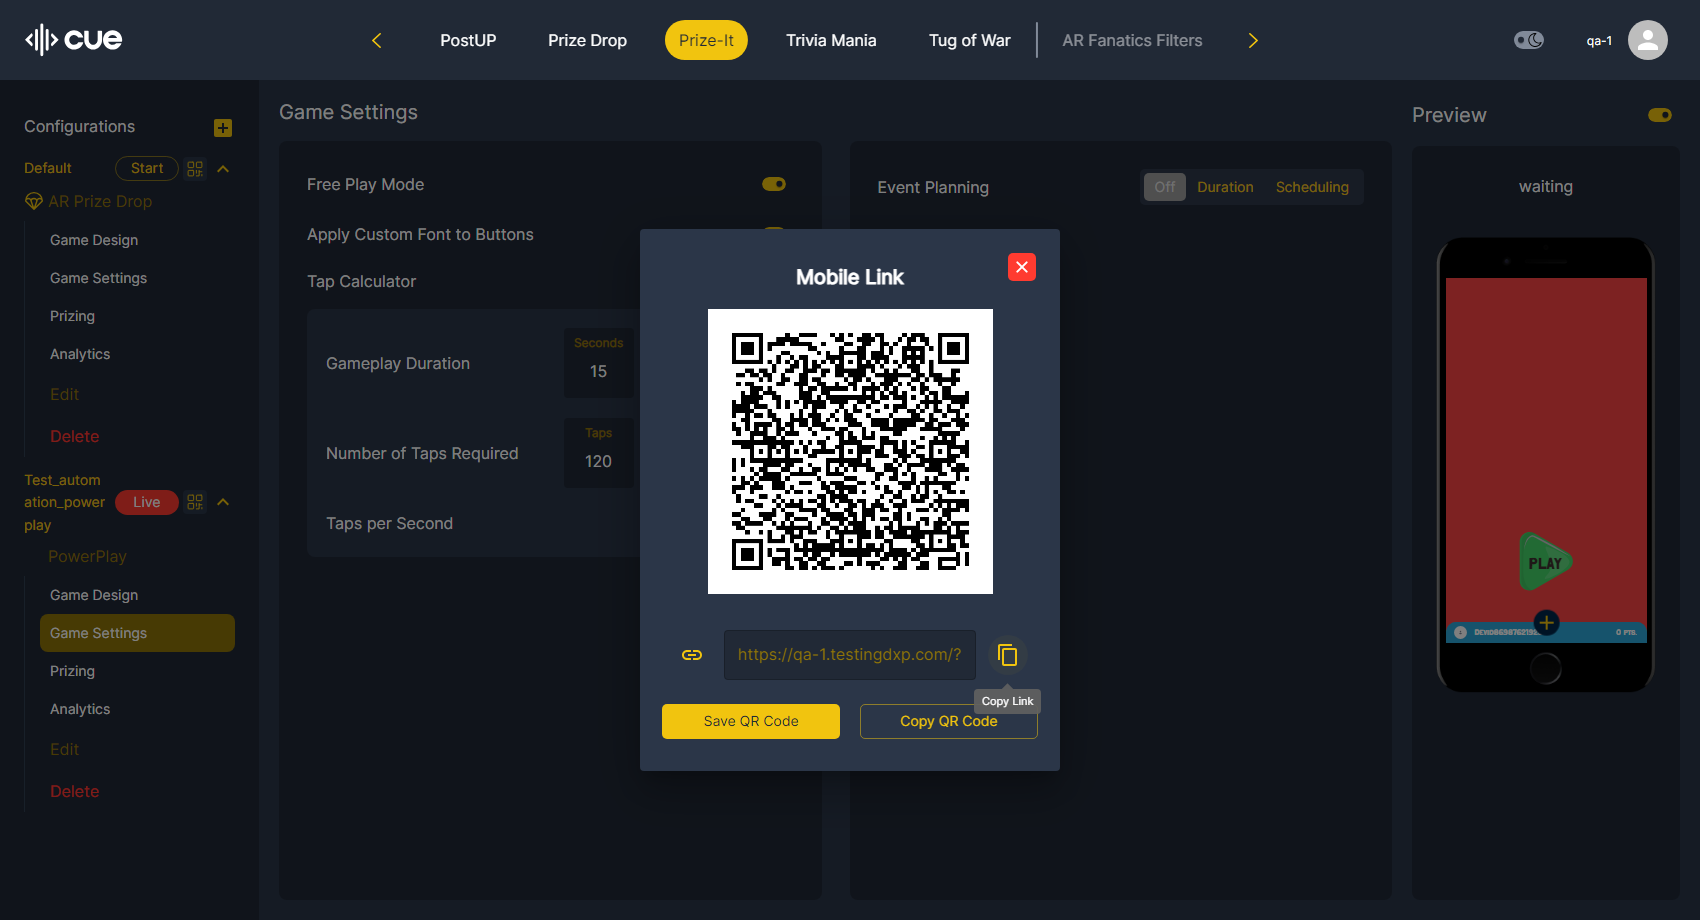 cue
PostUP
Prize Drop
Prize-It
Trivia Mania
Tug of War
AR Fanatics Filters
qa-1
Configurations
Default
Start
AR Prize Drop
Game Design
Game Settings
Prizing
Analytics
Edit
Delete
Test_autom
ation_power
play
Live
PowerPlay
Game Design
Game Settings
Prizing
Analytics
Edit
Delete
Game Settings
Free Play Mode
Apply Custom Font to Buttons
Tap Calculator
Gameplay Duration
Seconds
15
Number of Taps Required
Taps
120
Taps per Second
Event Planning
Off
Duration
Scheduling
Mobile Link
https://qa-1.testingdxp.com/?
Copy Link
Save QR Code
Copy QR Code
Preview
waiting
PLAY
0 PTS.